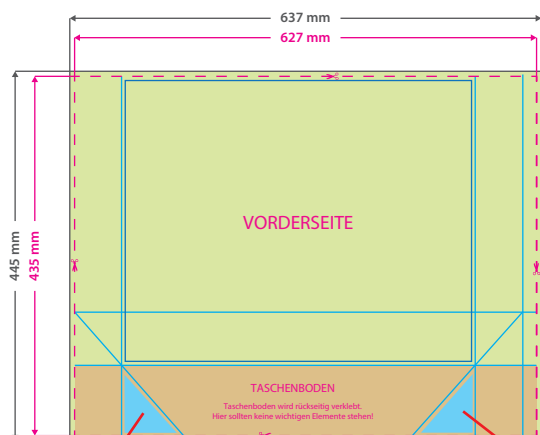 637 mm
627 mm
445 mm
435 mm
VORDERSEITE
TASCHENBODEN
Taschenboden wird rückseitig verklebt.
Hier sollten keine wichtigen Elemente stehen!